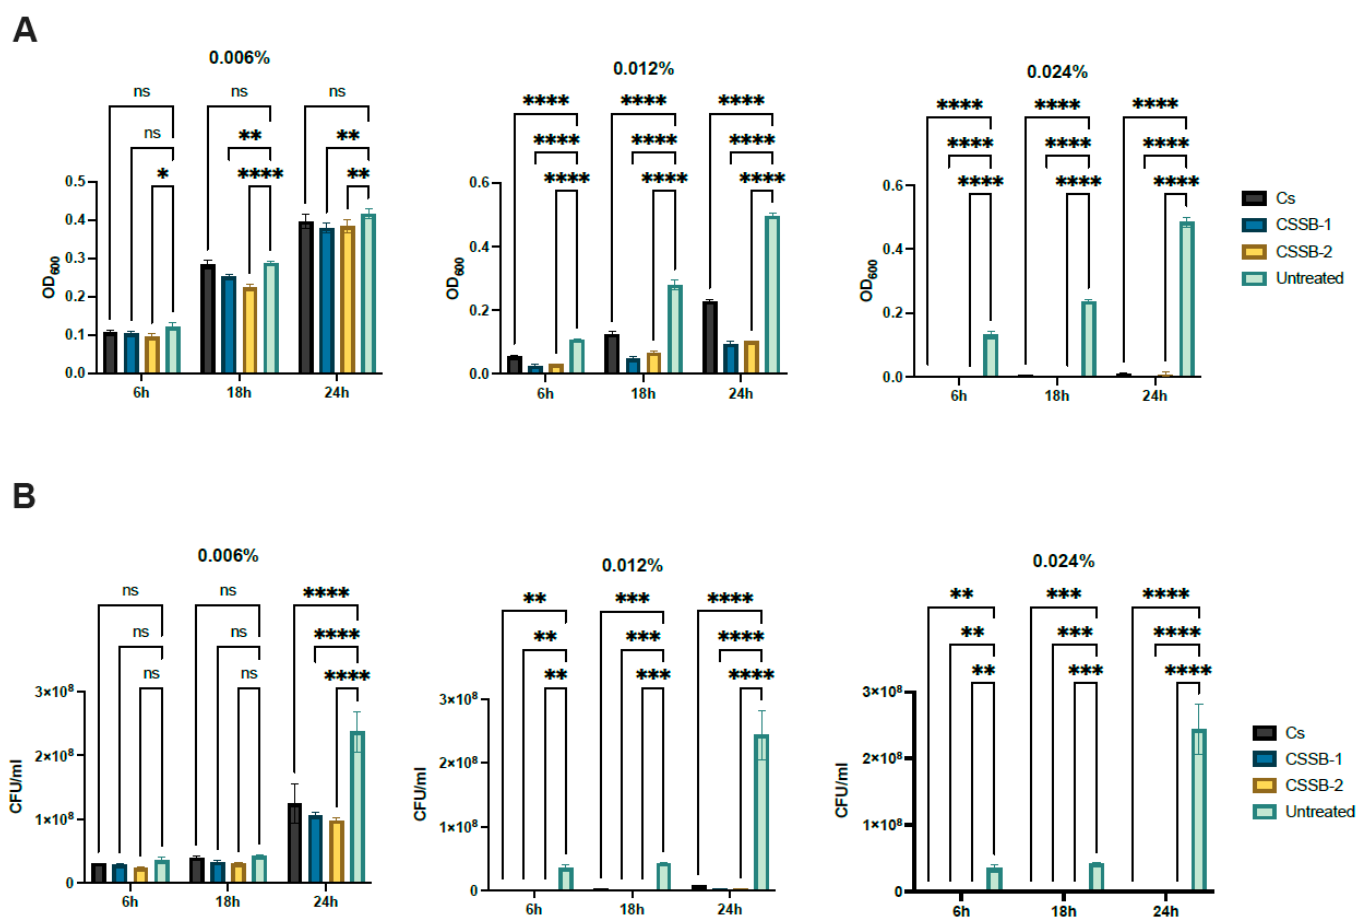 A
0.006%
ns ns ns
ns ** **
* **** **
0.5
0.4
0.3
0.2
0.1
0.0
OD600
6h 18h 24h
0.012%
**** **** ****
**** **** ****
**** **** ****
0.6
0.4
0.2
0.0
OD600
6h 18h 24h
0.024%
**** **** ****
**** **** ****
**** **** ****
0.6
0.4
0.2
0.0
OD600
6h 18h 24h
Cs
CSSB-1
CSSB-2
Untreated
B
0.006%
ns ns ****
ns ns ****
ns ns ****
3×10⁸
2×10⁸
1×10⁸
0
CFU/ml
6h 18h 24h
0.012%
** *** ****
** *** ****
** *** ****
3×10⁸
2×10⁸
1×10⁸
0
CFU/ml
6h 18h 24h
0.024%
** *** ****
** *** ****
** *** ****
3×10⁸
2×10⁸
1×10⁸
0
CFU/ml
6h 18h 24h
Cs
CSSB-1
CSSB-2
Untreated